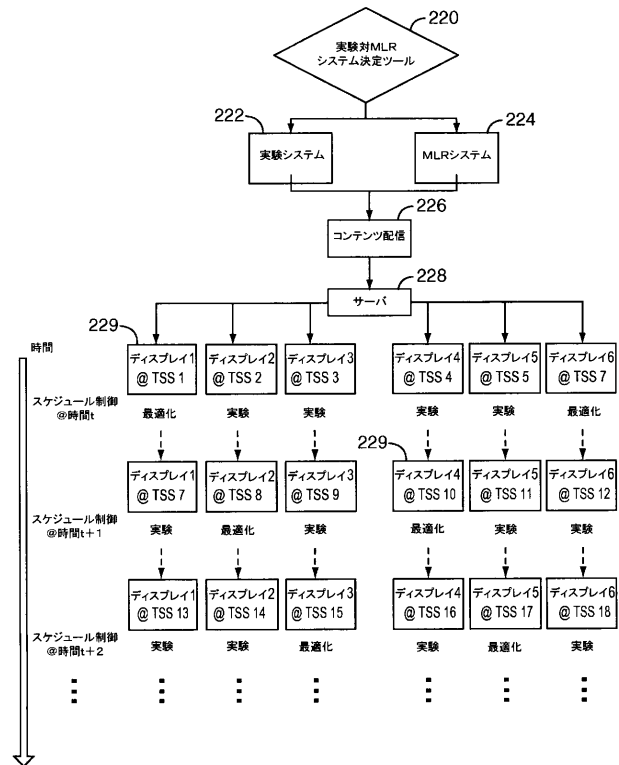 220
実験対MLR
システム決定ツール
222
224
実験システム
MLRシステム
226
コンテンツ配信
228
サーバ
229
時間
ディスプレイ1
@ TSS 1
ディスプレイ2
@ TSS 2
ディスプレイ3
@ TSS 3
ディスプレイ4
@ TSS 4
ディスプレイ5
@ TSS 5
ディスプレイ6
@ TSS 7
スケジュール制御
@時間t
最適化
実験
実験
実験
実験
最適化
229
ディスプレイ1
@ TSS 7
ディスプレイ2
@ TSS 8
ディスプレイ3
@ TSS 9
ディスプレイ4
@ TSS 10
ディスプレイ5
@ TSS 11
ディスプレイ6
@ TSS 12
スケジュール制御
@時間t+1
実験
最適化
実験
最適化
実験
実験
ディスプレイ1
@ TSS 13
ディスプレイ2
@ TSS 14
ディスプレイ3
@ TSS 15
ディスプレイ4
@ TSS 16
ディスプレイ5
@ TSS 17
ディスプレイ6
@ TSS 18
スケジュール制御
@時間t+2
実験
実験
最適化
実験
最適化
実験